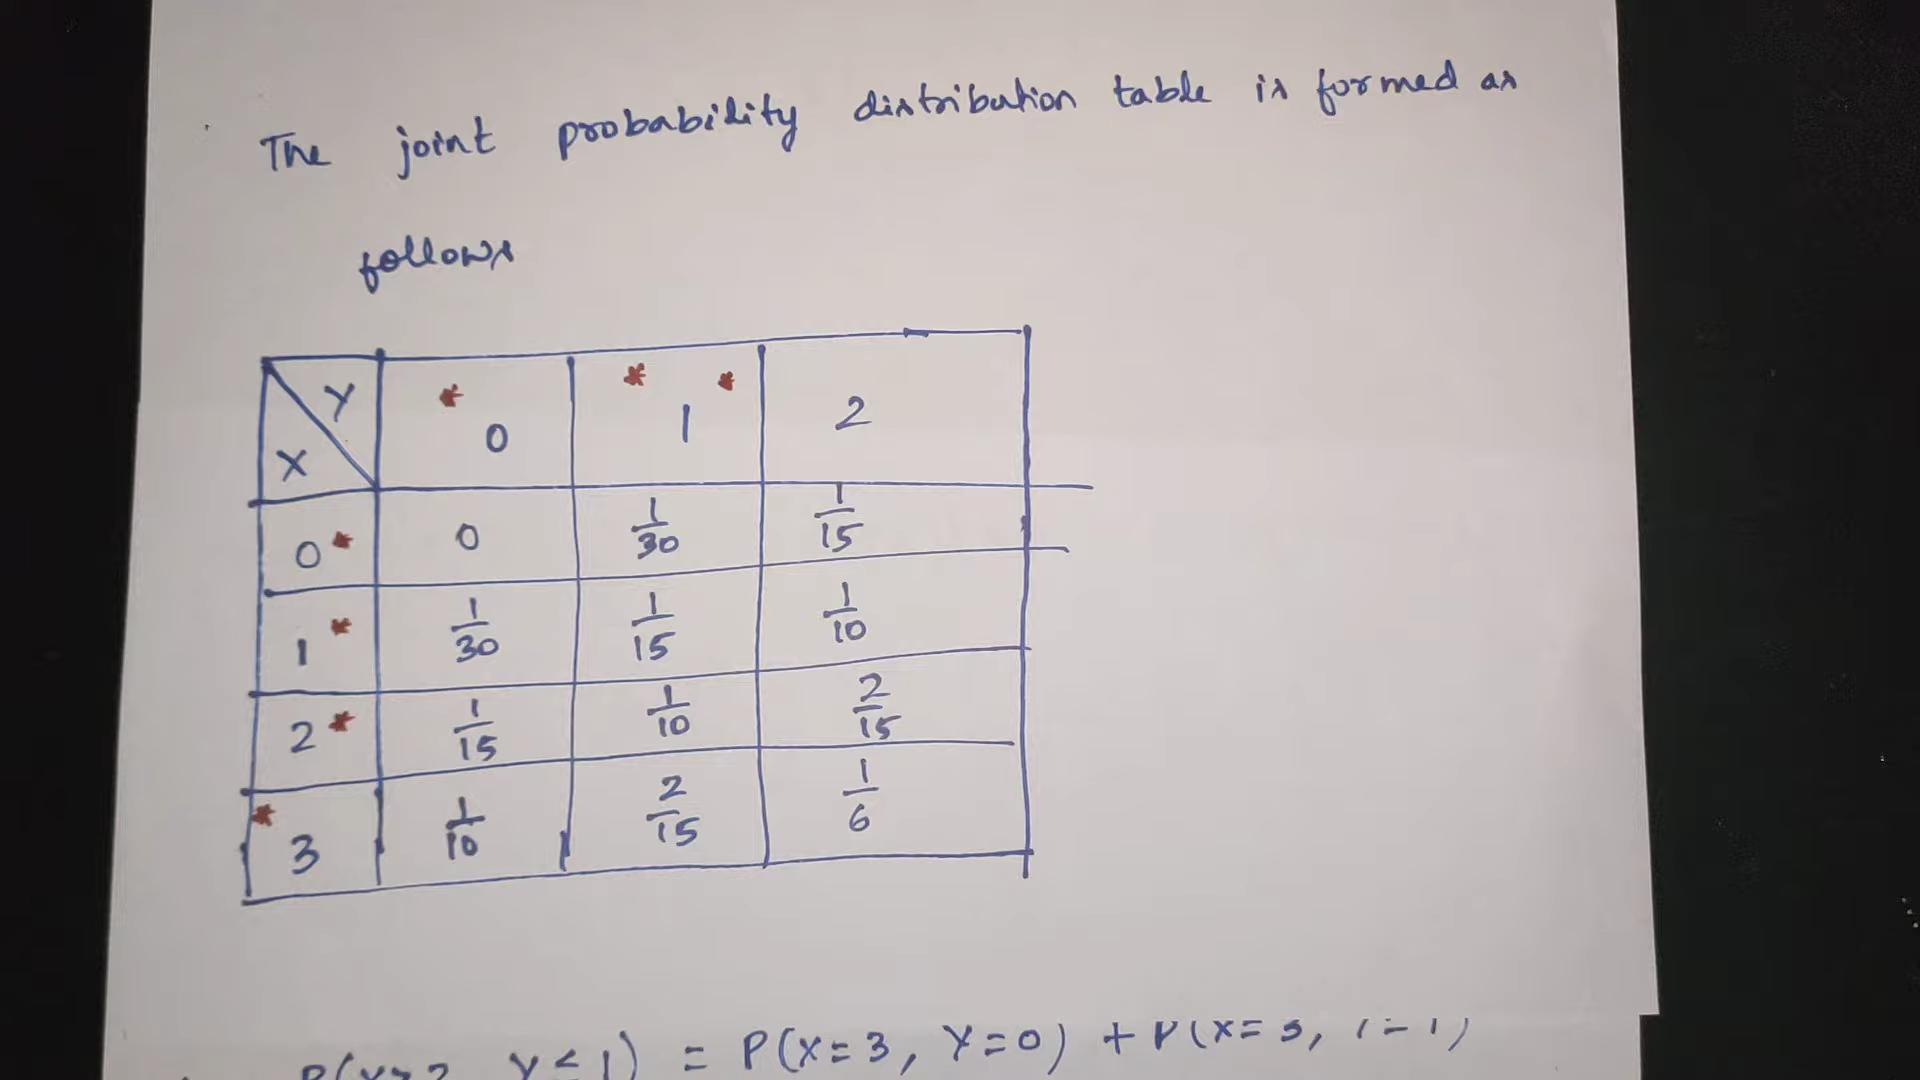 The joint probability distribution table is formed as
follows
Y X 0 1 2
0 0 1/30 1/15
1 1/30 1/15 1/10
2 1/15 1/10 2/15
3 1/10 2/15 1/6
= P(X=3, Y=0) +